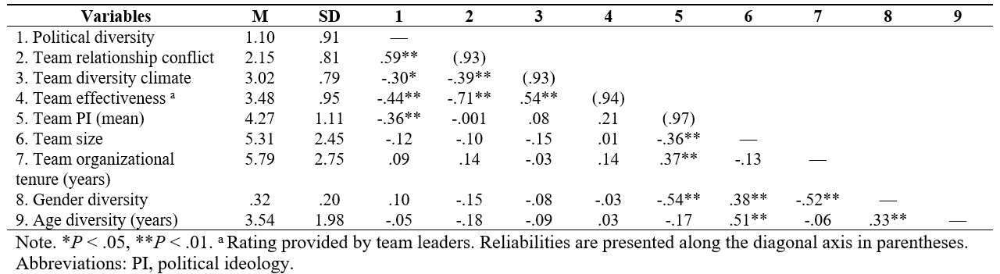 Variables M SD 1 2 3 4 5 6 7 8 9
1. Political diversity 1.10 .91 —
2. Team relationship conflict 2.15 .81 .59** (.93)
3. Team diversity climate 3.02 .79 -.30* -.39** (.93)
4. Team effectiveness ᵃ 3.48 .95 -.44** -.71** .54** (.94)
5. Team PI (mean) 4.27 1.11 -.36** -.001 .08 .21 (.97)
6. Team size 5.31 2.45 -.12 -.10 -.15 .01 -.36** —
7. Team organizational 5.79 2.75 .09 .14 -.03 .14 .37** -.13 —
tenure (years)
8. Gender diversity .32 .20 .10 -.15 -.08 -.03 -.54** .38** -.52** —
9. Age diversity (years) 3.54 1.98 -.05 -.18 -.09 .03 -.17 .51** -.06 .33** —
Note. *P < .05, **P < .01. ᵃ Rating provided by team leaders. Reliabilities are presented along the diagonal axis in parentheses.
Abbreviations: PI, political ideology.